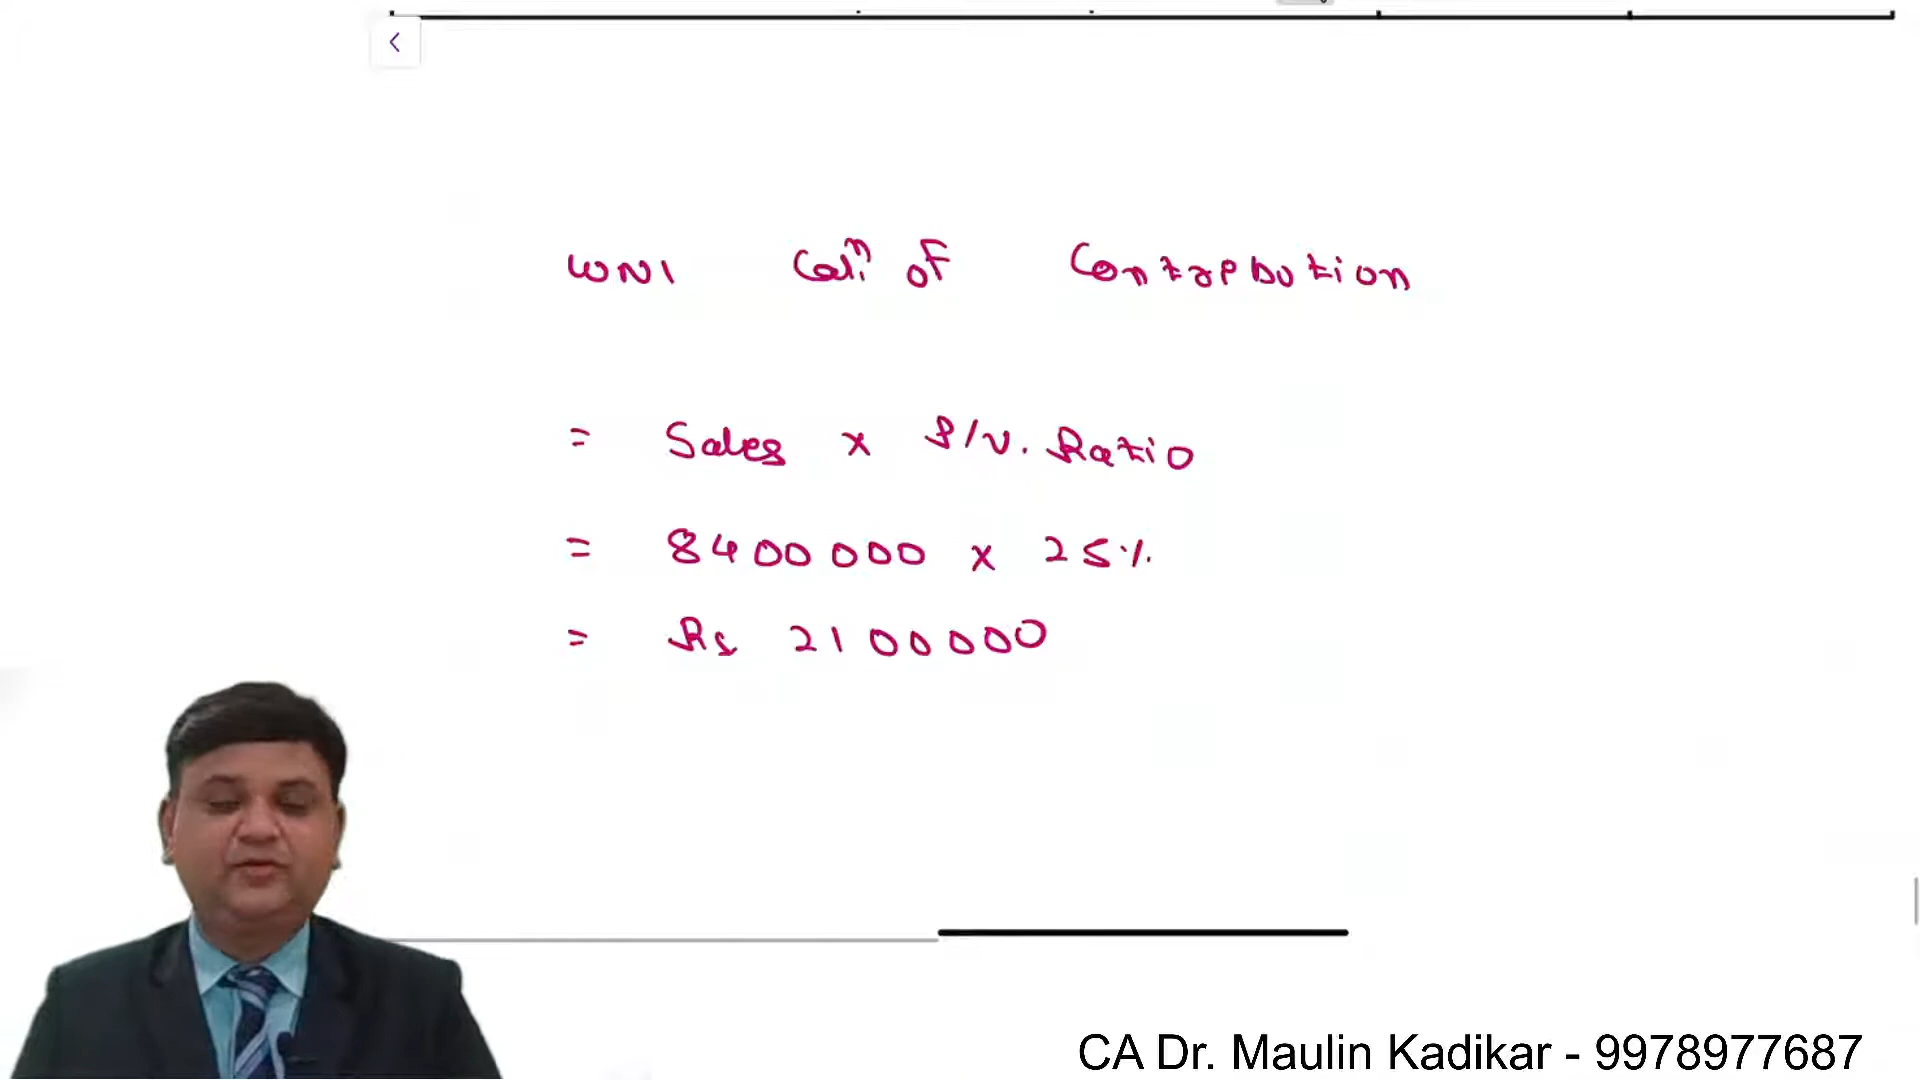 WN1 Calⁿ of Contribution
= Sales x P/V. Ratio
= 8400000 x 25%
= Rs 2100000
CA Dr. Maulin Kadikar - 9978977687